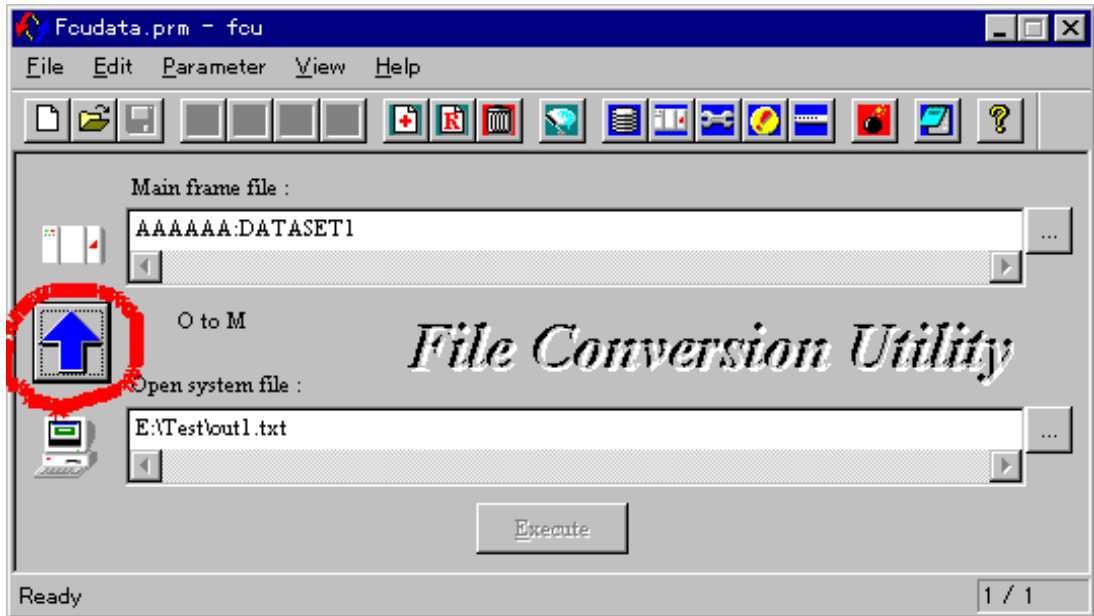 Fcudata.prm - fcu
File Edit Parameter View Help
R ?
Main frame file :
AAAAAA:DATASET1
...
O to M
File Conversion Utility
Open system file :
E:\Test\out1.txt
...
Execute
Ready 1 / 1